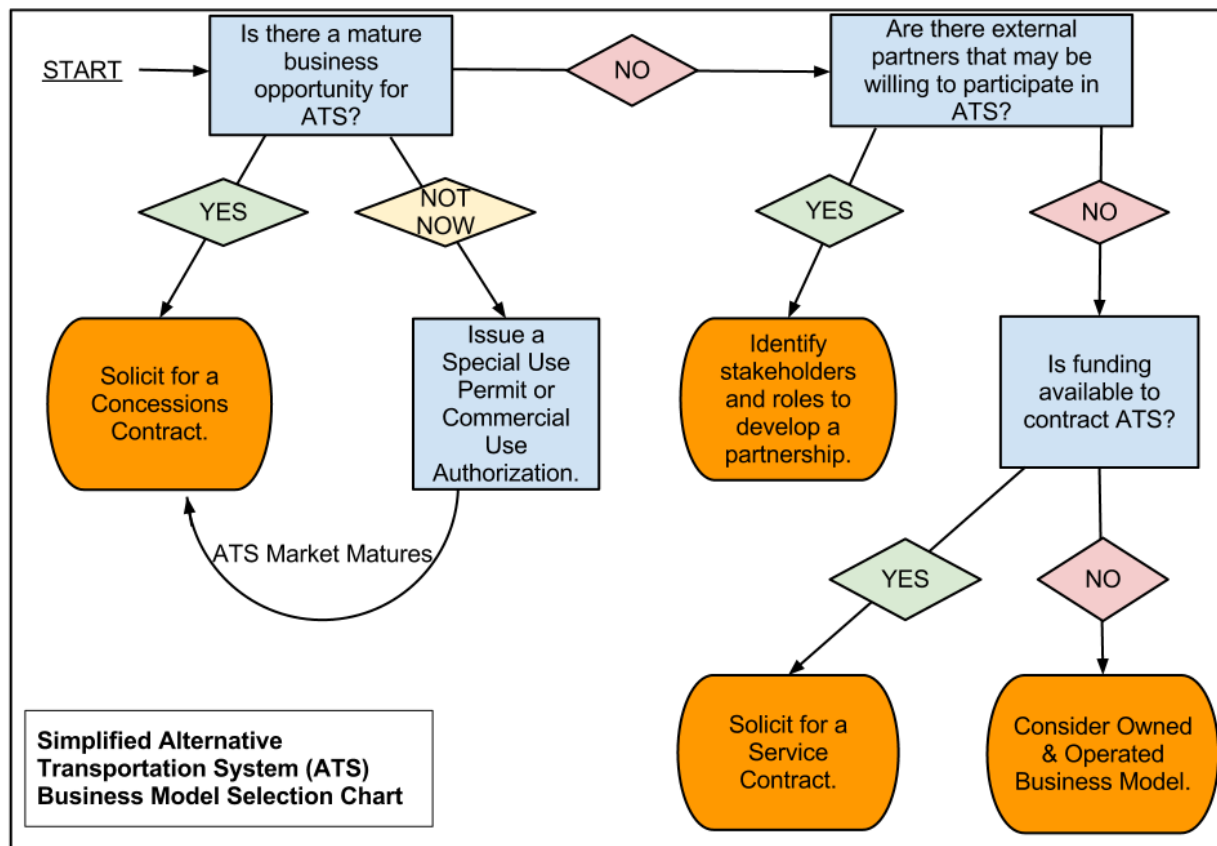 START
Is there a mature
business
opportunity for
ATS?
NO
Are there external
partners that may be
willing to participate in
ATS?
YES
NOT
NOW
YES
NO
Solicit for a
Concessions
Contract.
Issue a
Special Use
Permit or
Commercial
Use
Authorization.
Identify
stakeholders
and roles to
develop a
partnership.
Is funding
available to
contract ATS?
ATS Market Matures
YES
NO
Solicit for a
Service
Contract.
Consider Owned
& Operated
Business Model.
Simplified Alternative
Transportation System (ATS)
Business Model Selection Chart